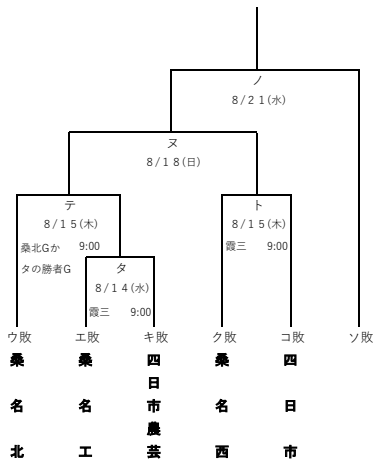 ノ
8/21(水)
ヌ
8/18(日)
テ
8/15(木)
桑北Gか 9:00
タの勝者G
ト
8/15(木)
霞三 9:00
タ
8/14(水)
霞三 9:00
ウ敗
エ敗
キ敗
ク敗
コ敗
ソ敗
桑名北
桑名工
四日市農芸
桑名西
四日市